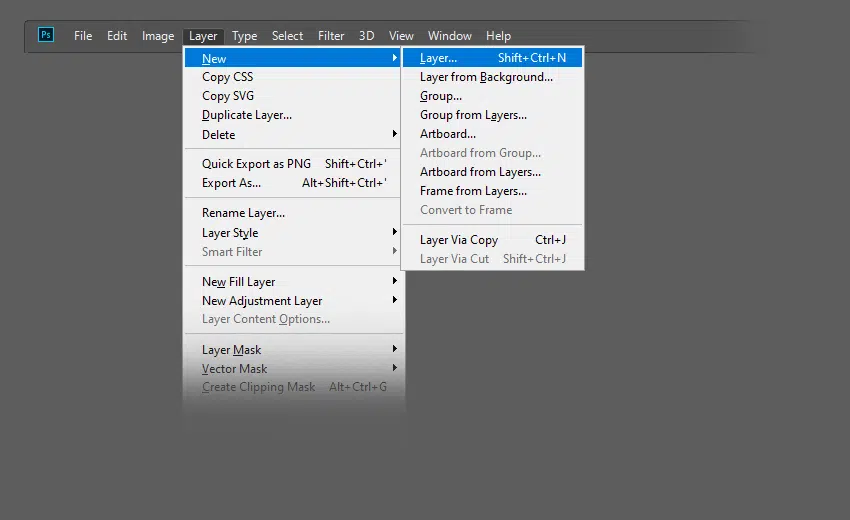 Ps File Edit Image Layer Type Select Filter 3D View Window Help
New
Copy CSS
Copy SVG
Duplicate Layer...
Delete
Quick Export as PNG Shift+Ctrl+'
Export As... Alt+Shift+Ctrl+'
Rename Layer...
Layer Style
Smart Filter
New Fill Layer
New Adjustment Layer
Layer Content Options...
Layer Mask
Vector Mask
Create Clipping Mask Alt+Ctrl+G
Layer... Shift+Ctrl+N
Layer from Background...
Group...
Group from Layers...
Artboard...
Artboard from Group...
Artboard from Layers...
Frame from Layers...
Convert to Frame
Layer Via Copy Ctrl+J
Layer Via Cut Shift+Ctrl+J